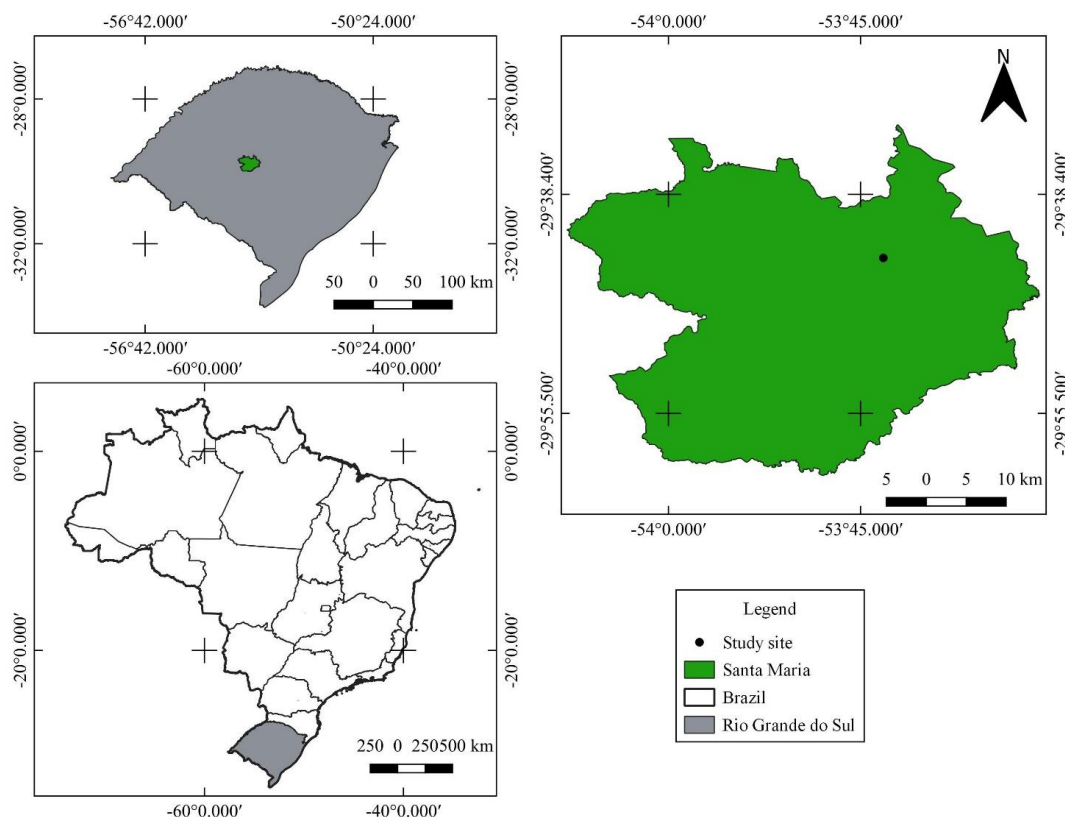 -56°42.000′ -50°24.000′
-28°0.000′
-28°0.000′
-32°0.000′
-32°0.000′
50 0 50 100 km
-56°42.000′ -50°24.000′
-60°0.000′ -40°0.000′
0°0.000′
0°0.000′
-20°0.000′
-20°0.000′
250 0 250500 km
-60°0.000′ -40°0.000′
-54°0.000′ -53°45.000′
N
-29°38.400′
-29°38.400′
-29°55.500′
-29°55.500′
5 0 5 10 km
-54°0.000′ -53°45.000′
Legend
Study site
Santa Maria
Brazil
Rio Grande do Sul